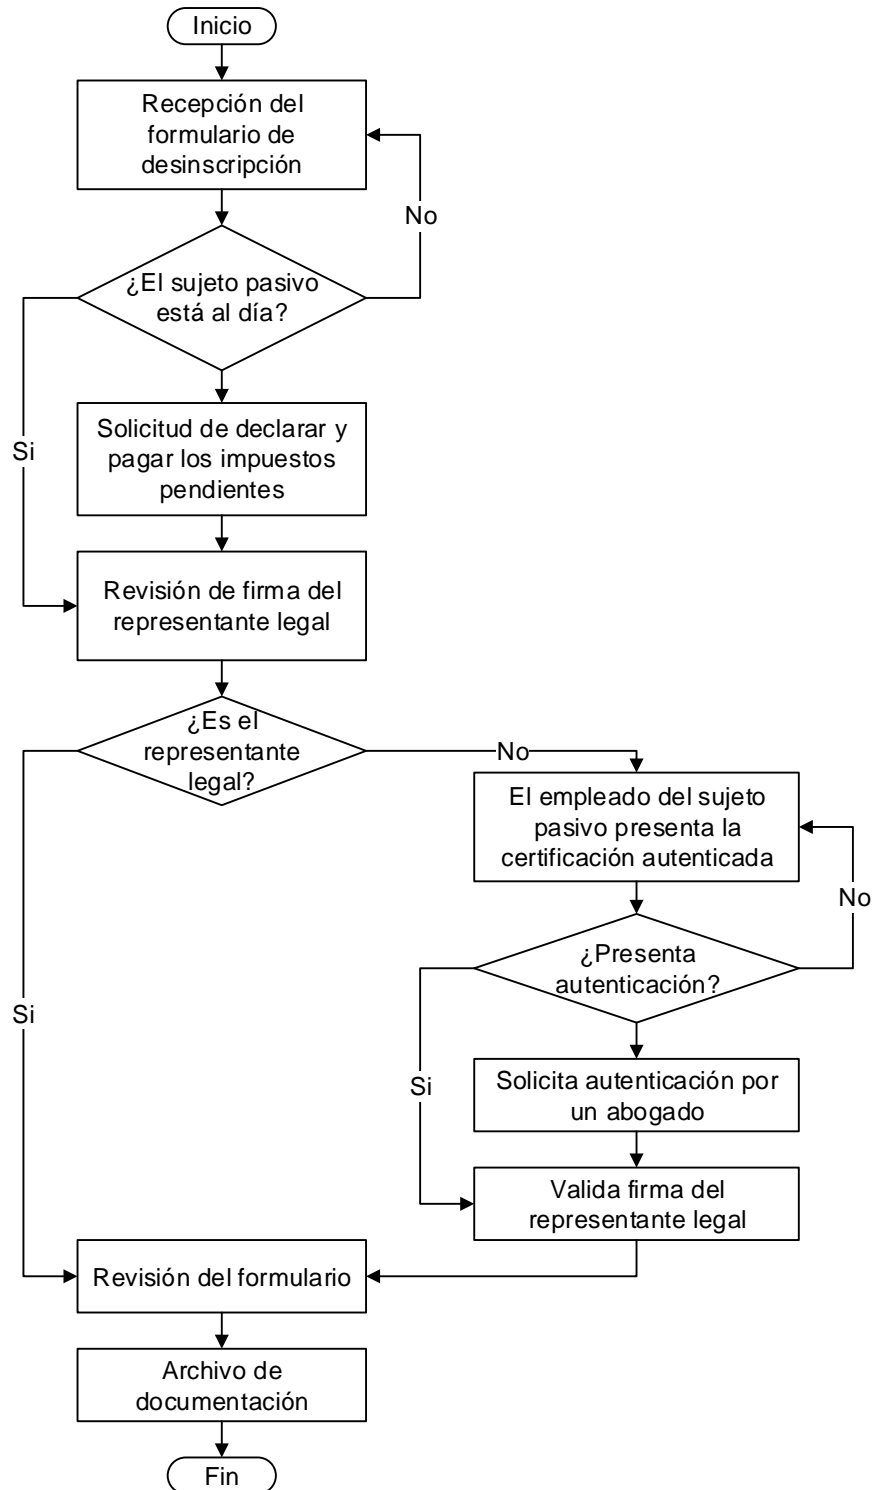 Inicio
Recepción del
formulario de
desinscripción
No
¿El sujeto pasivo
está al día?
Si
Solicitud de declarar y
pagar los impuestos
pendientes
Revisión de firma del
representante legal
¿Es el
representante
legal?
No
El empleado del sujeto
pasivo presenta la
certificación autenticada
No
¿Presenta
autenticación?
Si
Si
Solicita autenticación por
un abogado
Valida firma del
representante legal
Revisión del formulario
Archivo de
documentación
Fin